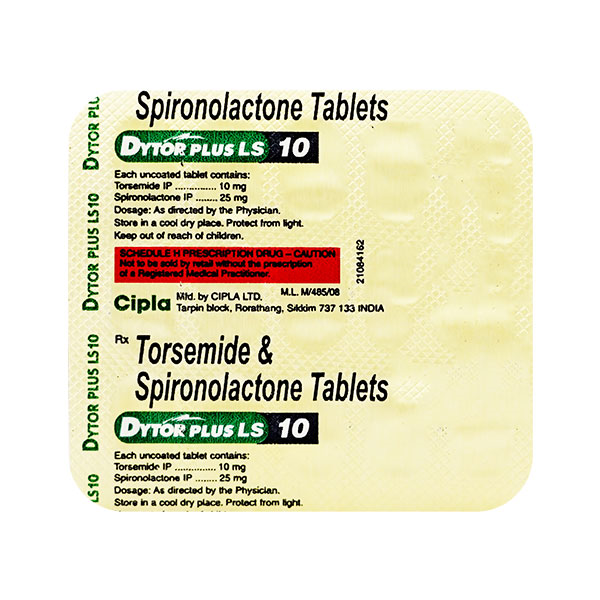 Spironolactone Tablets
DYTOR PLUS LS 10
Each uncoated tablet contains:
Torsemide IP ............... 10 mg
Spironolactone IP ........ 25 mg
Dosage: As directed by the Physician.
Store in a cool dry place. Protect from light.
Keep out of reach of children.
SCHEDULE H PRESCRIPTION DRUG – CAUTION
Not to be sold by retail without the prescription
of a Registered Medical Practitioner.
21084162
M.L. M/485/08
Cipla Mfd. by CIPLA LTD.
Tarpin block, Rorathang, Sikkim 737 133 INDIA
Rx Torsemide &
Spironolactone Tablets
DYTOR PLUS LS 10
Each uncoated tablet contains:
Torsemide IP ............... 10 mg
Spironolactone IP ........ 25 mg
Dosage: As directed by the Physician.
Store in a cool dry place. Protect from light.
DYTOR PLU
DYTOR PLUS LS10
DYTOR PLUS LS10
LS10